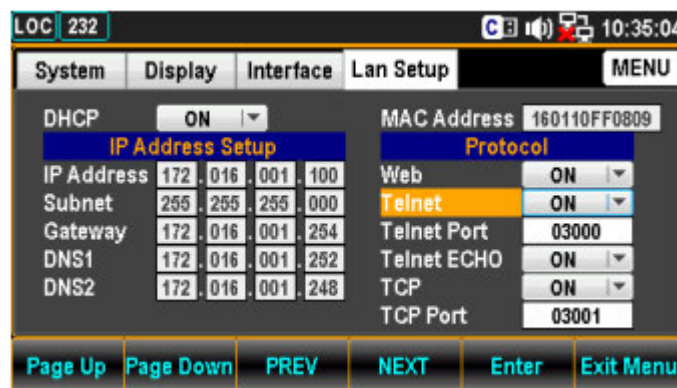 LOC 232 C 10:35:04
System Display Interface Lan Setup MENU
DHCP ON
IP Address Setup
IP Address 172 . 016 . 001 . 100
Subnet 255 . 255 . 255 . 000
Gateway 172 . 016 . 001 . 254
DNS1 172 . 016 . 001 . 252
DNS2 172 . 016 . 001 . 248
MAC Address 160110FF0809
Protocol
Web ON
Telnet ON
Telnet Port 03000
Telnet ECHO ON
TCP ON
TCP Port 03001
Page Up Page Down PREV NEXT Enter Exit Menu